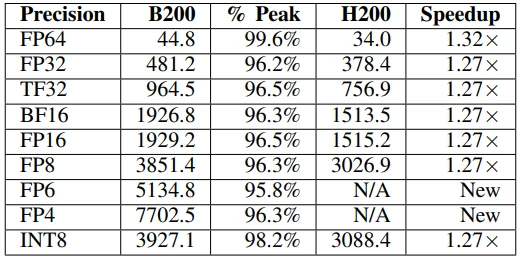 Precision B200 % Peak H200 Speedup
FP64 44.8 99.6% 34.0 1.32×
FP32 481.2 96.2% 378.4 1.27×
TF32 964.5 96.5% 756.9 1.27×
BF16 1926.8 96.3% 1513.5 1.27×
FP16 1929.2 96.5% 1515.2 1.27×
FP8 3851.4 96.3% 3026.9 1.27×
FP6 5134.8 95.8% N/A New
FP4 7702.5 96.3% N/A New
INT8 3927.1 98.2% 3088.4 1.27×